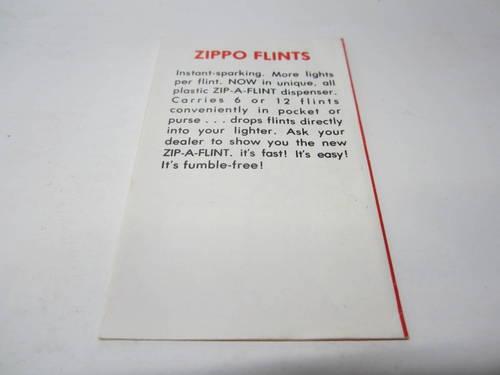 ZIPPO FLINTS
Instant-sparking. More lights
per flint. NOW in unique, all
plastic ZIP-A-FLINT dispenser.
Carries 6 or 12 flints
conveniently in pocket or
purse . . . drops flints directly
into your lighter. Ask your
dealer to show you the new
ZIP-A-FLINT. it's fast! It's easy!
It's fumble-free!